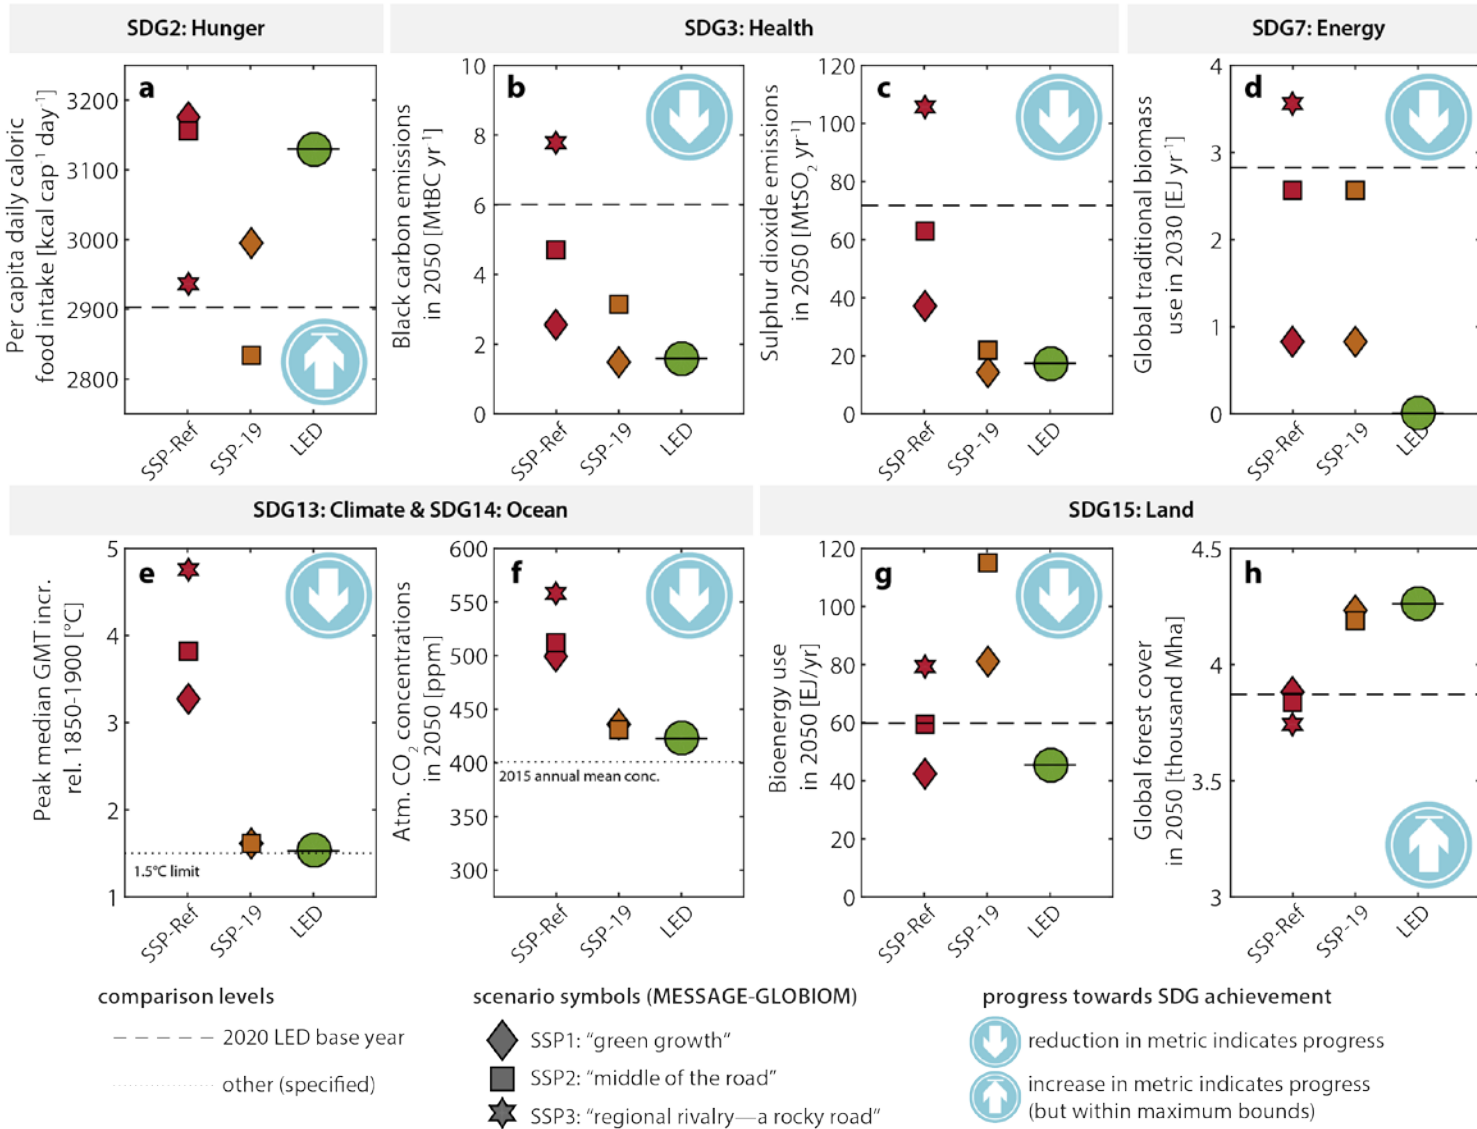 SDG2: Hunger
SDG3: Health
SDG7: Energy
a
Per capita daily caloric
food intake [kcal cap⁻¹ day⁻¹]
3200
3100
3000
2900
2800
SSP-Ref
SSP-19
LED
b
Black carbon emissions
in 2050 [MtBC yr⁻¹]
10
8
6
4
2
0
SSP-Ref
SSP-19
LED
c
Sulphur dioxide emissions
in 2050 [MtSO₂ yr⁻¹]
120
100
80
60
40
20
0
SSP-Ref
SSP-19
LED
d
Global traditional biomass
use in 2030 [EJ yr⁻¹]
4
3
2
1
0
SSP-Ref
SSP-19
LED
SDG13: Climate & SDG14: Ocean
SDG15: Land
e
Peak median GMT incr.
rel. 1850-1900 [°C]
5
4
3
2
1
1.5°C limit
SSP-Ref
SSP-19
LED
f
Atm. CO₂ concentrations
in 2050 [ppm]
600
550
500
450
400
350
300
2015 annual mean conc.
SSP-Ref
SSP-19
LED
g
Bioenergy use
in 2050 [EJ/yr]
120
100
80
60
40
20
0
SSP-Ref
SSP-19
LED
h
Global forest cover
in 2050 [thousand Mha]
4.5
4
3.5
3
SSP-Ref
SSP-19
LED
comparison levels
2020 LED base year
other (specified)
scenario symbols (MESSAGE-GLOBIOM)
SSP1: “green growth“
SSP2: “middle of the road”
SSP3: “regional rivalry—a rocky road“
progress towards SDG achievement
reduction in metric indicates progress
increase in metric indicates progress
(but within maximum bounds)